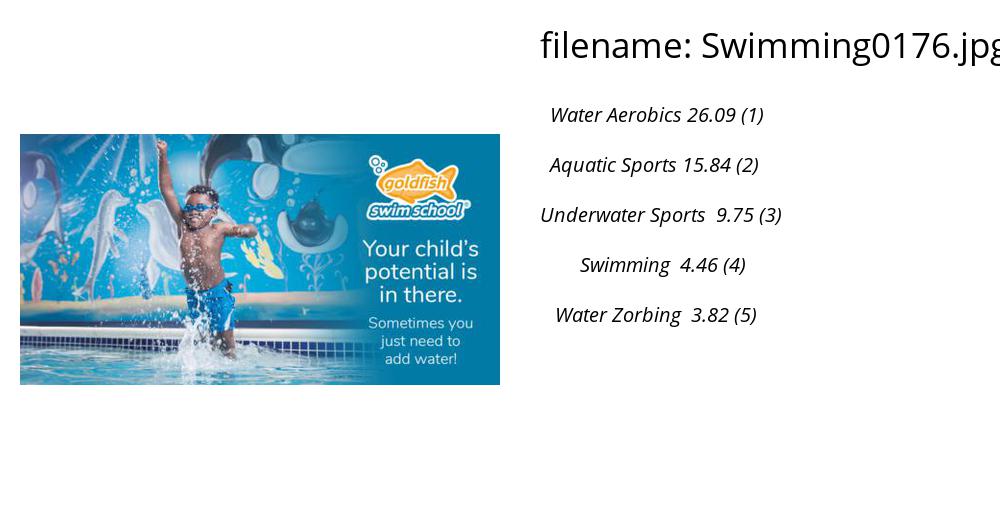 filename: Swimming0176.jpg
Water Aerobics 26.09 (1)
Aquatic Sports 15.84 (2)
Underwater Sports 9.75 (3)
Swimming 4.46 (4)
Water Zorbing 3.82 (5)
goldfish
swim school®
Your child's
potential is
in there.
Sometimes you
just need to
add water!